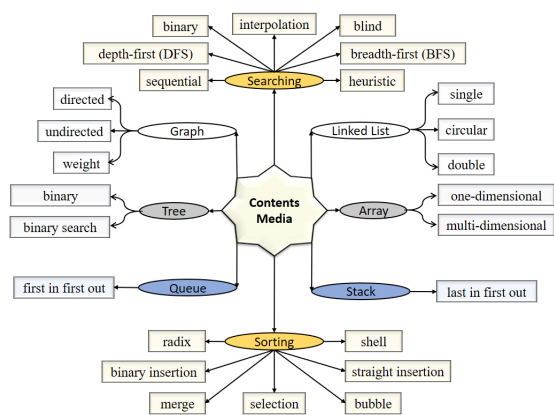 interpolation
binary
blind
depth-first (DFS)
breadth-first (BFS)
sequential
Searching
heuristic
directed
single
undirected
Graph
Linked List
circular
weight
double
binary
Contents
Media
one-dimensional
Tree
Array
binary search
multi-dimensional
first in first out
Queue
Stack
last in first out
radix
Sorting
shell
binary insertion
straight insertion
merge
selection
bubble